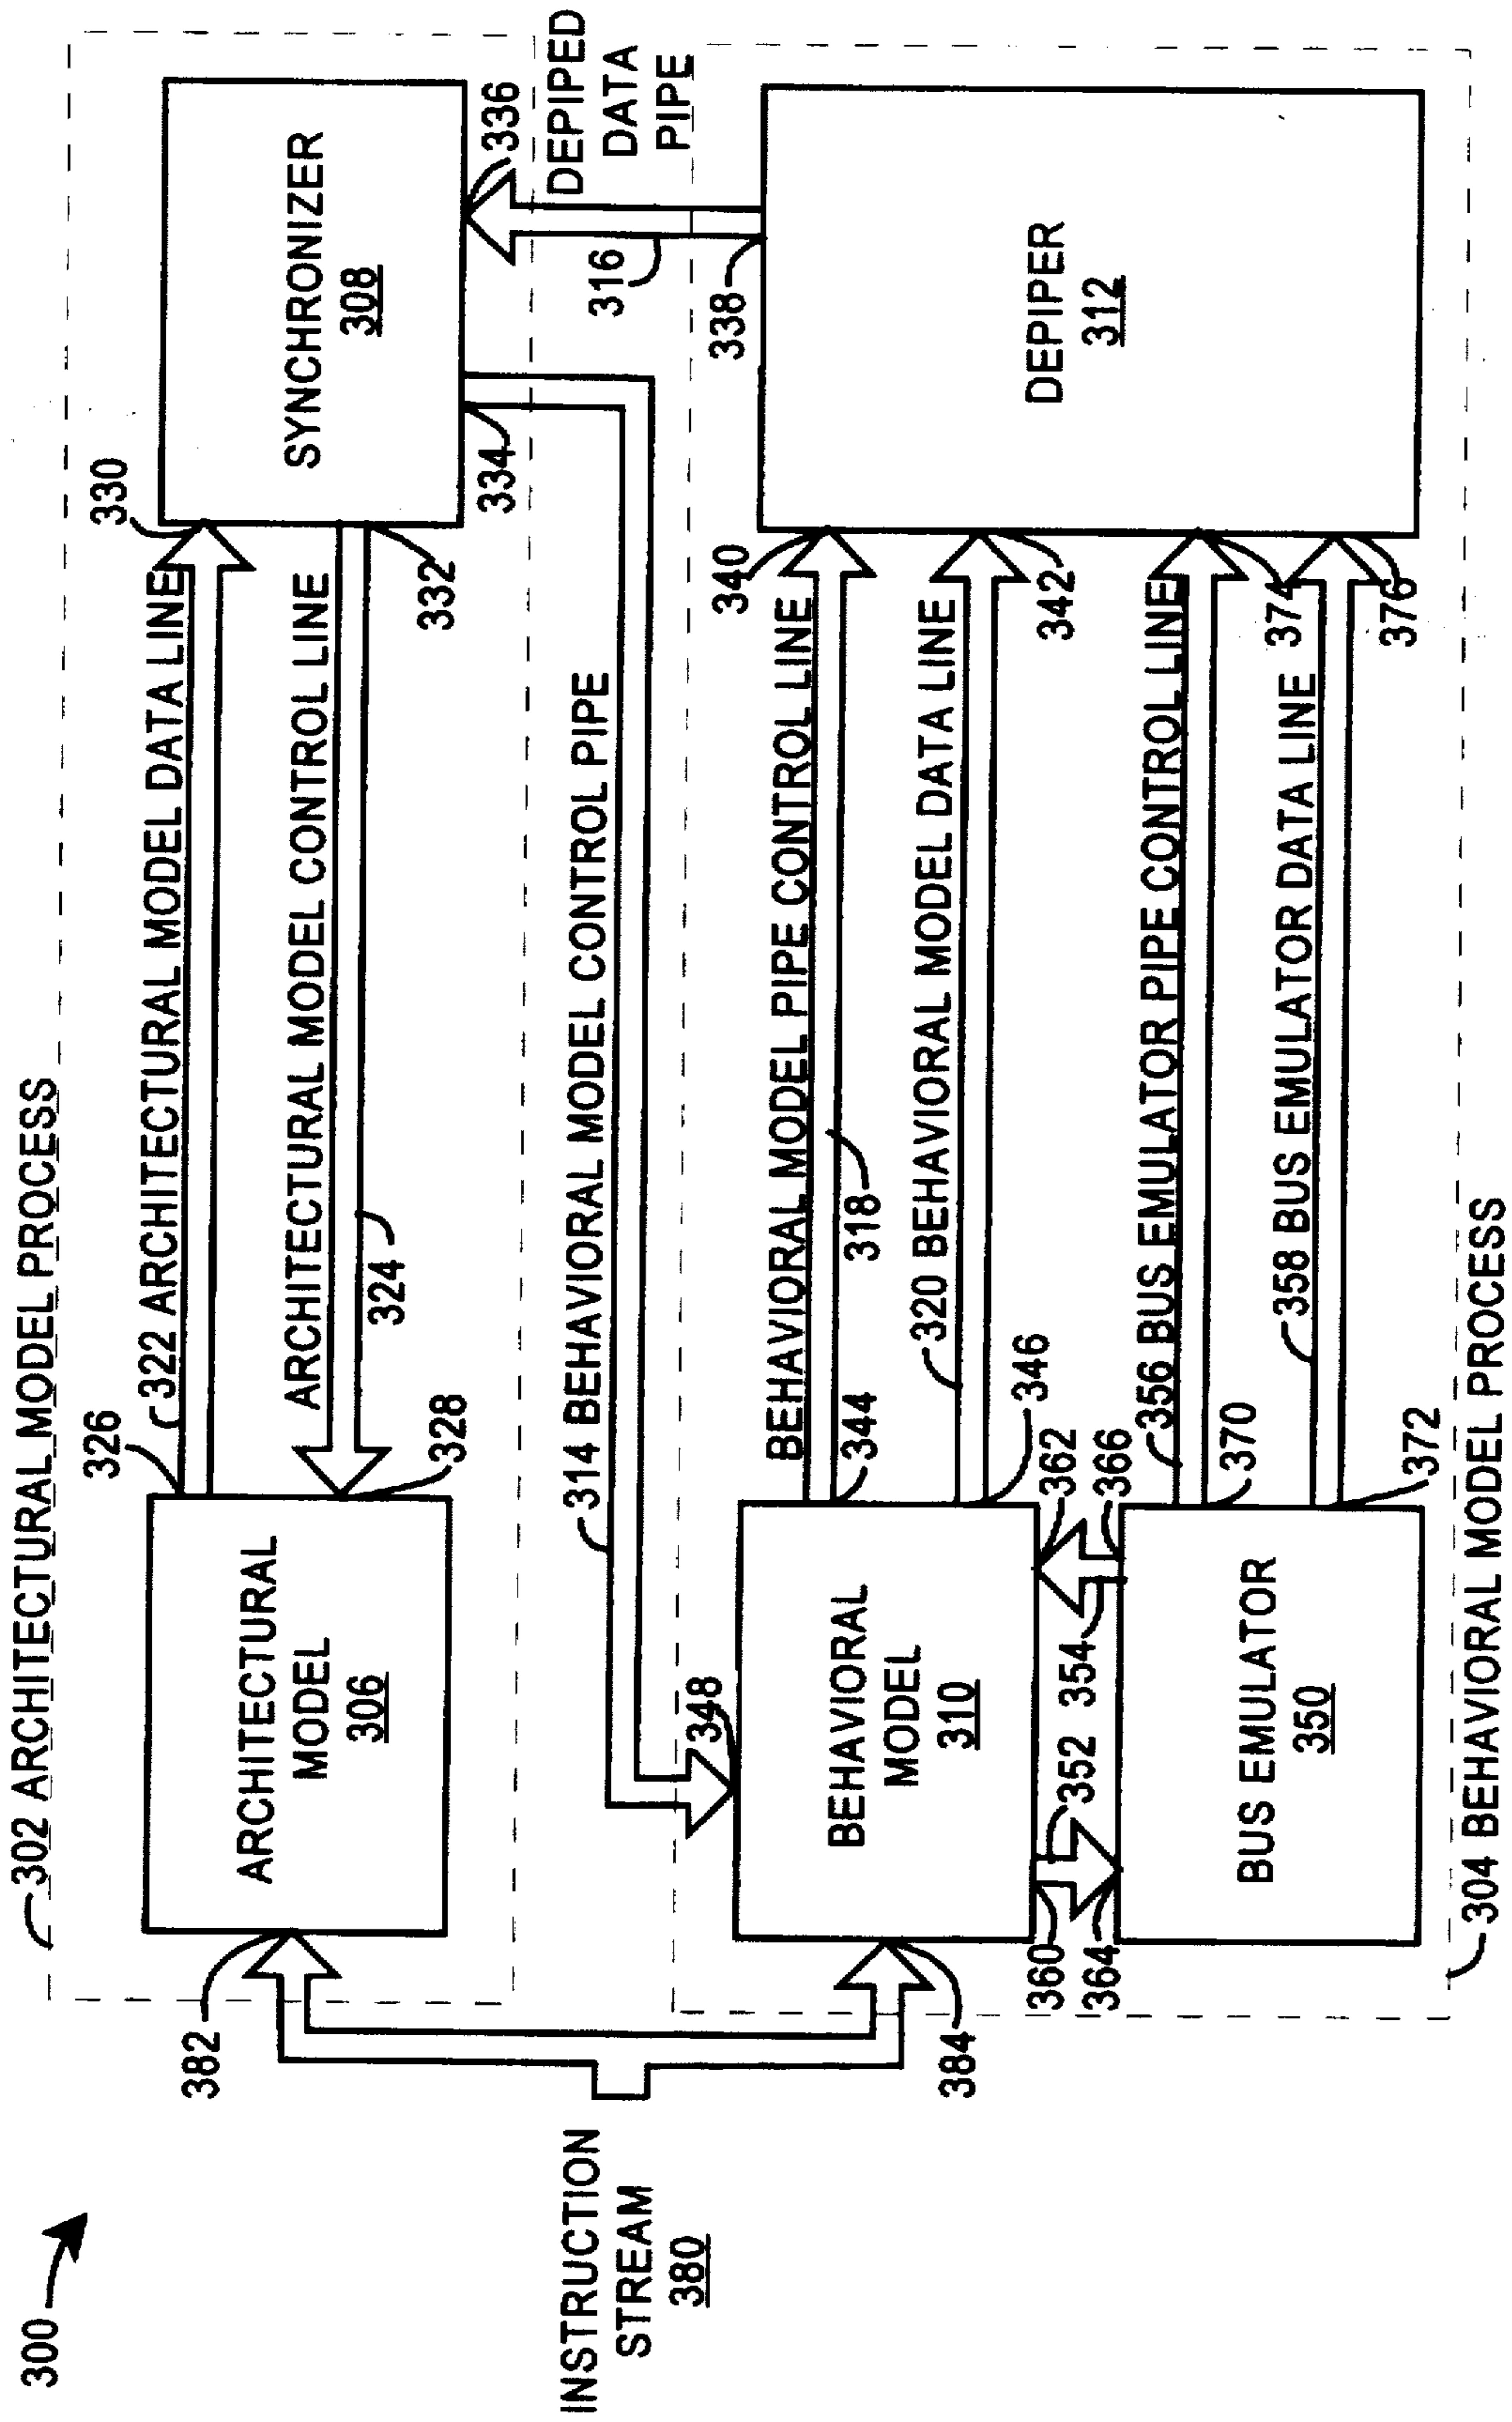 300
302 ARCHITECTURAL MODEL PROCESS
326
322 ARCHITECTURAL MODEL DATA LINE
330
ARCHITECTURAL
MODEL
306
ARCHITECTURAL MODEL CONTROL LINE
324
328
332
SYNCHRONIZER
308
382
334
336
INSTRUCTION
STREAM
380
314 BEHAVIORAL MODEL CONTROL PIPE
316
DEPIPED
DATA
PIPE
348
338
340
BEHAVIORAL MODEL PIPE CONTROL LINE
318
344
BEHAVIORAL
MODEL
310
320 BEHAVIORAL MODEL DATA LINE
342
346
DEPIPER
312
384
360
352
354
362
364
366
356 BUS EMULATOR PIPE CONTROL LINE
370
374
BUS EMULATOR
350
358 BUS EMULATOR DATA LINE
372
376
304 BEHAVIORAL MODEL PROCESS